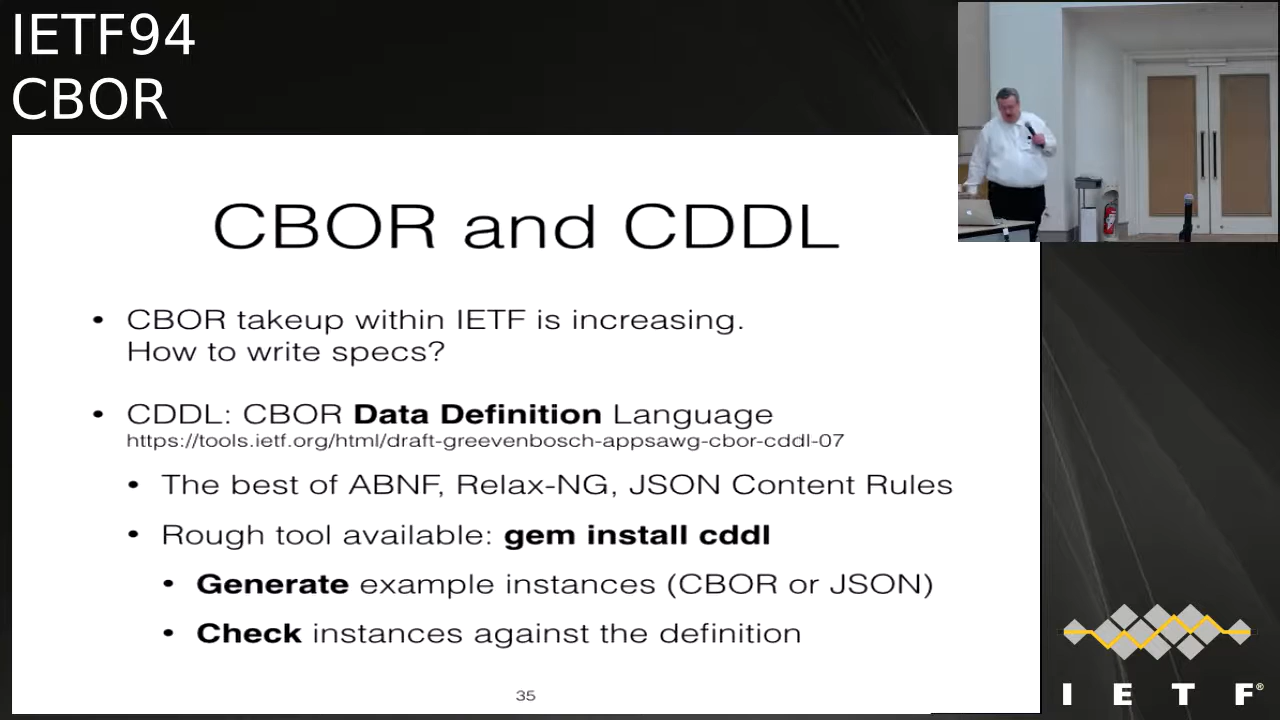 IETF94
CBOR
CBOR and CDDL
• CBOR takeup within IETF is increasing.
How to write specs?
• CDDL: CBOR Data Definition Language
https://tools.ietf.org/html/draft-greevenbosch-appsawg-cbor-cddl-07
• The best of ABNF, Relax-NG, JSON Content Rules
• Rough tool available: gem install cddl
• Generate example instances (CBOR or JSON)
• Check instances against the definition
35
I E T F®